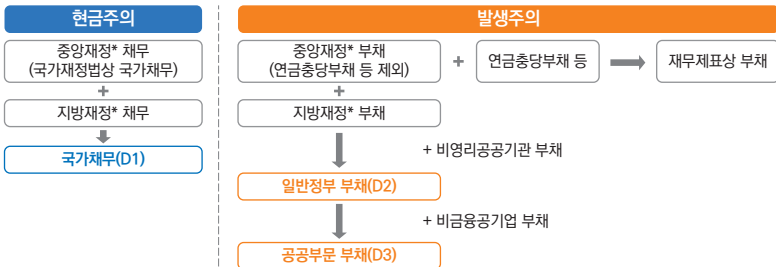 현금주의
중앙재정* 채무
(국가재정법상 국가채무)
+
지방재정* 채무
국가채무(D1)
발생주의
중앙재정* 부채
(연금충당부채 등 제외)
+
연금충당부채 등
재무제표상 부채
+
지방재정* 부채
+ 비영리공공기관 부채
일반정부 부채(D2)
+ 비금융공기업 부채
공공부문 부채(D3)